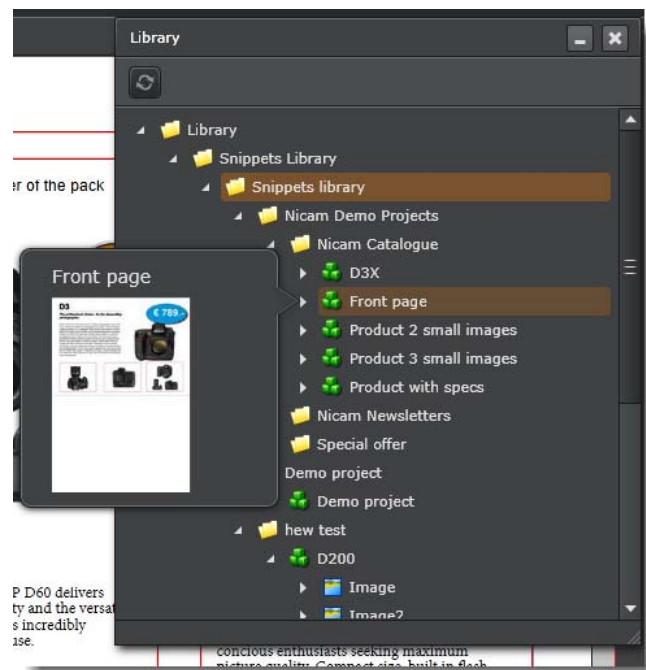 Library
Library
Snippets Library
er of the pack
Snippets library
Nicam Demo Projects
Nicam Catalogue
Front page
D3X
D3
€ 789.-
Front page
Product 2 small images
Product 3 small images
Product with specs
Nicam Newsletters
Special offer
Demo project
Demo project
hew test
D200
Image
Image2
P D60 delivers
ty and the versat
s incredibly
use.
concious enthusiasts seeking maximum
picture quality. Compact size, built in flash